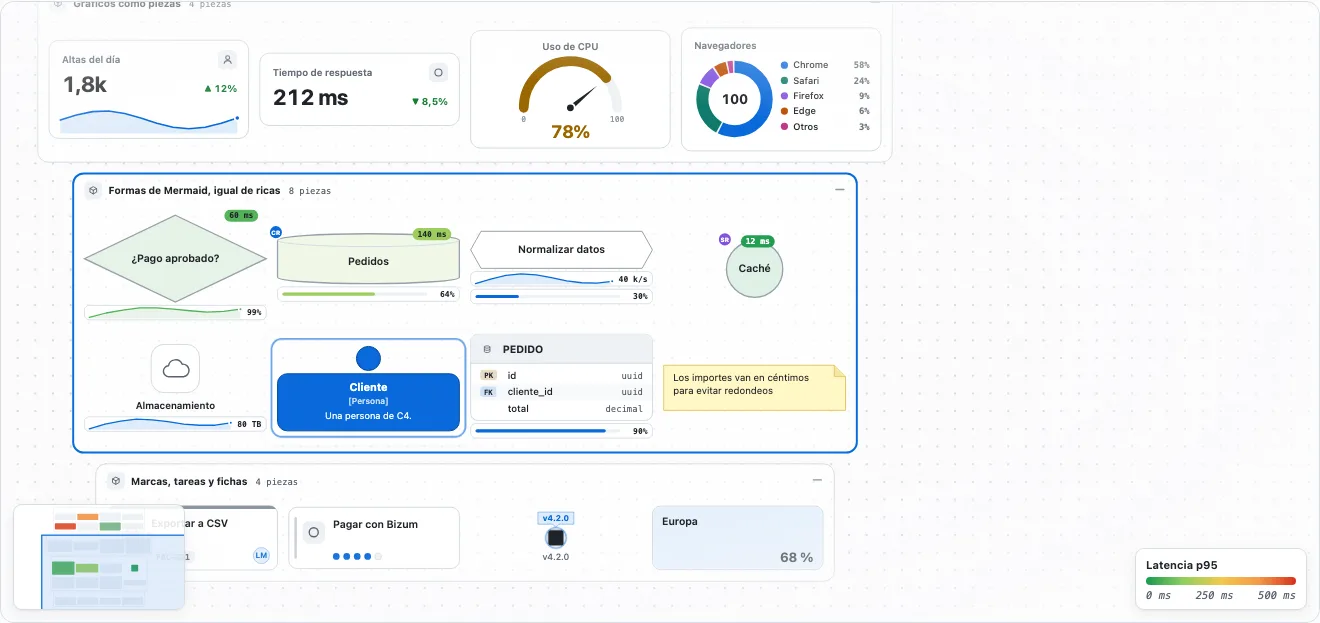 Gráficos como piezas 4 piezas
Altas del día
1,8k
▲ 12%
Tiempo de respuesta
212 ms
▼ 8,5%
Uso de CPU
0 100
78%
Navegadores
100
Chrome 58%
Safari 24%
Firefox 9%
Edge 6%
Otros 3%
Formas de Mermaid, igual de ricas 8 piezas
60 ms
¿Pago aprobado?
99%
CR
140 ms
Pedidos
64%
Normalizar datos
40 k/s
30%
SR
12 ms
Caché
Almacenamiento
80 TB
Cliente
[Persona]
Una persona de C4.
PEDIDO
PK id uuid
FK cliente_id uuid
total decimal
90%
Los importes van en céntimos
para evitar redondeos
Marcas, tareas y fichas 4 piezas
Exportar a CSV
LM
Pagar con Bizum
v4.2.0
v4.2.0
Europa
68 %
Latencia p95
0 ms 250 ms 500 ms